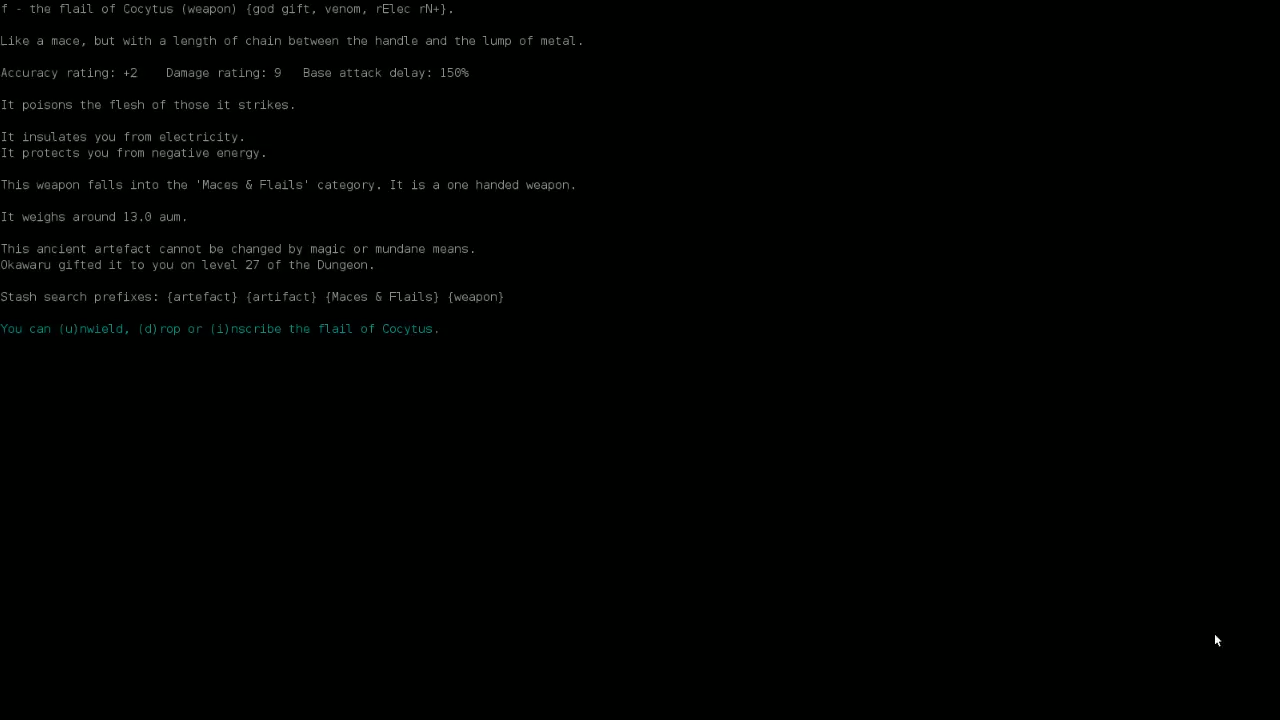 f - the flail of Cocytus (weapon) {god gift, venom, rElec rN+}.
Like a mace, but with a length of chain between the handle and the lump of metal.
Accuracy rating: +2    Damage rating: 9   Base attack delay: 150%
It poisons the flesh of those it strikes.
It insulates you from electricity.
It protects you from negative energy.
This weapon falls into the 'Maces & Flails' category. It is a one handed weapon.
It weighs around 13.0 aum.
This ancient artefact cannot be changed by magic or mundane means.
Okawaru gifted it to you on level 27 of the Dungeon.
Stash search prefixes: {artefact} {artifact} {Maces & Flails} {weapon}
You can (u)nwield, (d)rop or (i)nscribe the flail of Cocytus.